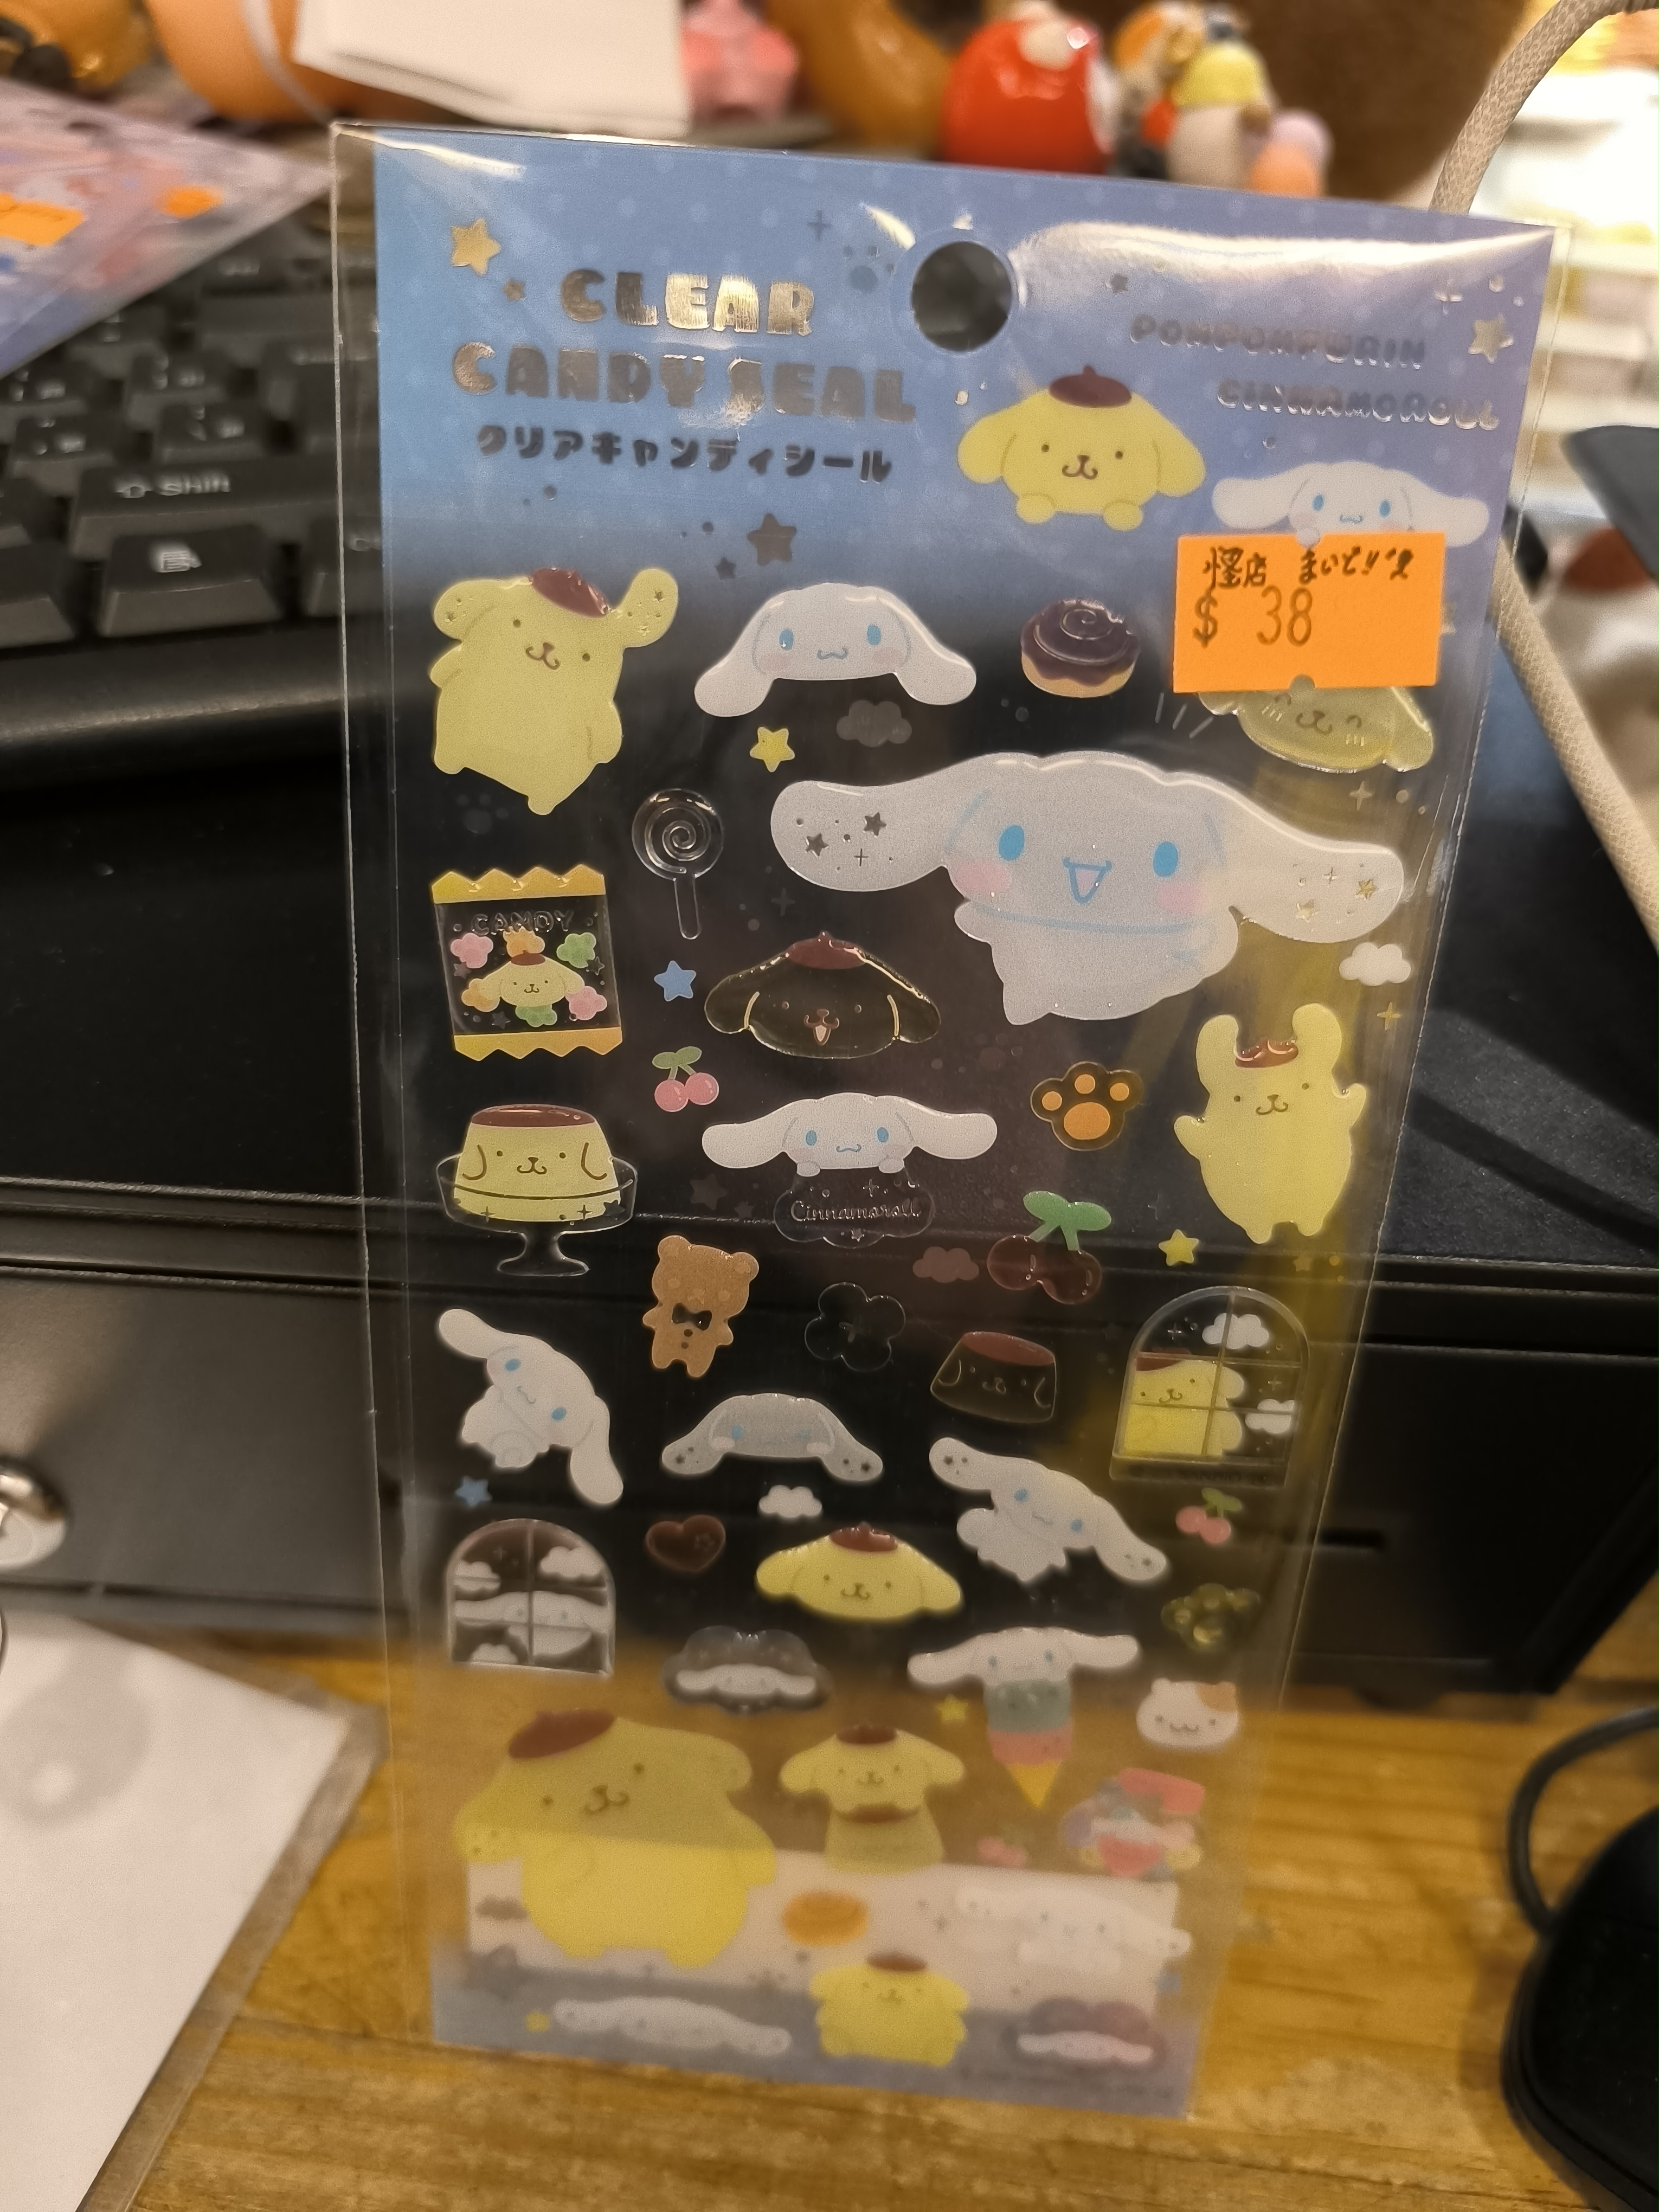 CLEAR
CANDY SEAL
クリアキャンディシール
POMPOMPURIN
CINNAMOROLL
怪店 まいど!!
$ 38
CANDY
Cinnamoroll
Shift